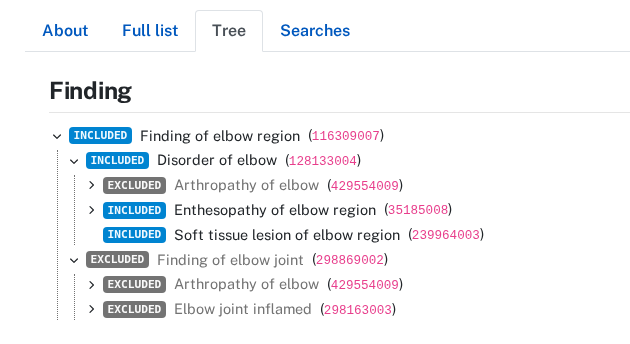 About Full list Tree Searches
Finding
INCLUDED Finding of elbow region (116309007)
INCLUDED Disorder of elbow (128133004)
EXCLUDED Arthropathy of elbow (429554009)
INCLUDED Enthesopathy of elbow region (35185008)
INCLUDED Soft tissue lesion of elbow region (239964003)
EXCLUDED Finding of elbow joint (298869002)
EXCLUDED Arthropathy of elbow (429554009)
EXCLUDED Elbow joint inflamed (298163003)